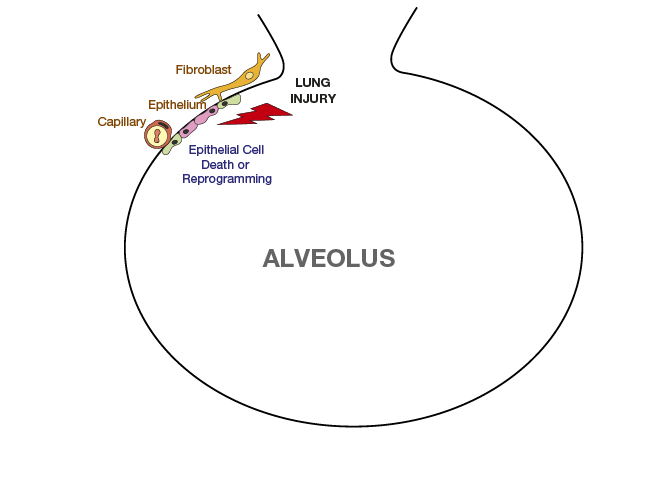 Fibroblast
LUNG
INJURY
Epithelium
Capillary
Epithelial Cell
Death or
Reprogramming
ALVEOLUS